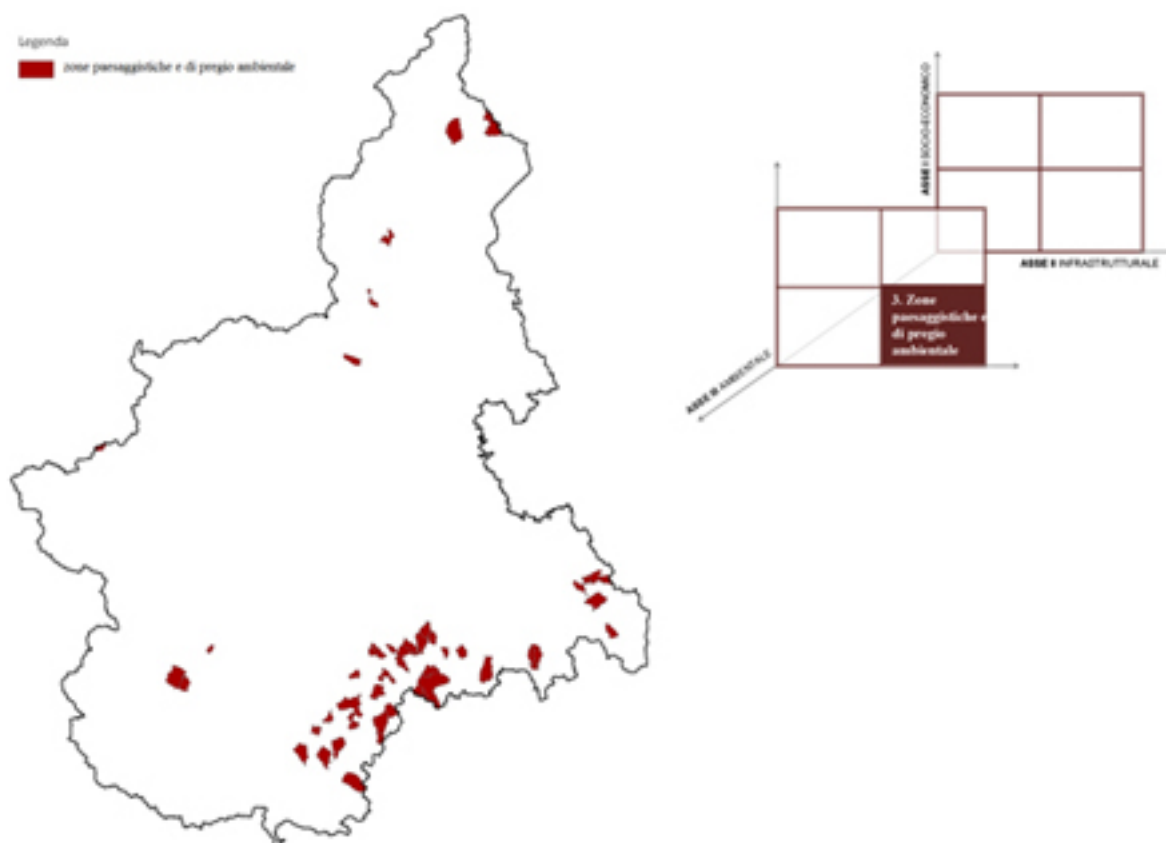 Legenda
zone paesaggistiche e di pregio ambientale
ASSE I SOCIO-ECONOMICO
ASSE II INFRASTRUTTURALE
3. Zone
paesaggistiche e
di pregio
ambientale
ASSE III AMBIENTALE